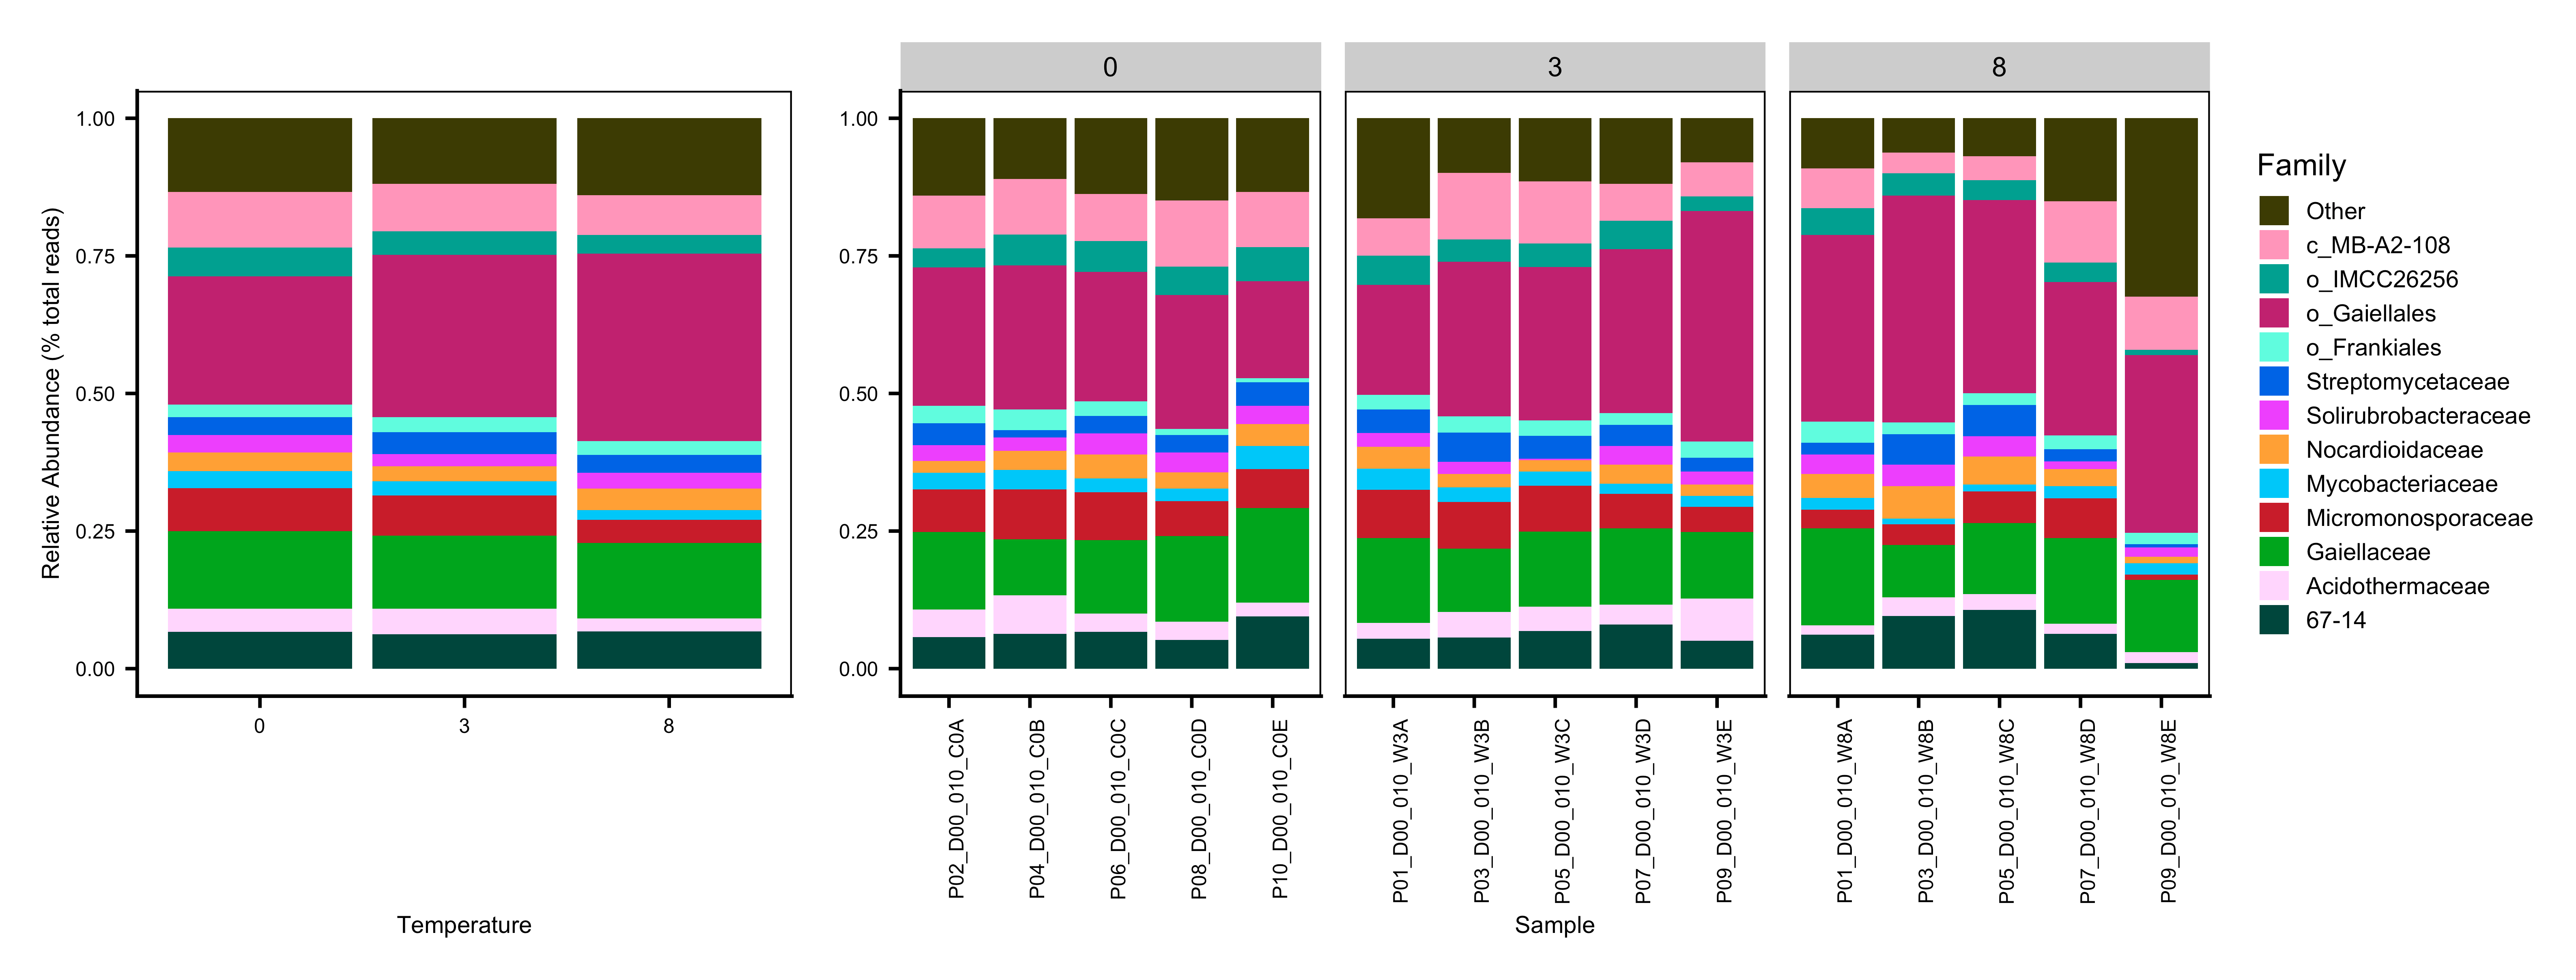 0
3
8
Relative Abundance (% total reads)
1.00
0.75
0.50
0.25
0.00
0
3
8
Temperature
1.00
0.75
0.50
0.25
0.00
P02_D00_010_C0A
P04_D00_010_C0B
P06_D00_010_C0C
P08_D00_010_C0D
P10_D00_010_C0E
P01_D00_010_W3A
P03_D00_010_W3B
P05_D00_010_W3C
P07_D00_010_W3D
P09_D00_010_W3E
P01_D00_010_W8A
P03_D00_010_W8B
P05_D00_010_W8C
P07_D00_010_W8D
P09_D00_010_W8E
Sample
Family
Other
c_MB-A2-108
o_IMCC26256
o_Gaiellales
o_Frankiales
Streptomycetaceae
Solirubrobacteraceae
Nocardioidaceae
Mycobacteriaceae
Micromonosporaceae
Gaiellaceae
Acidothermaceae
67-14